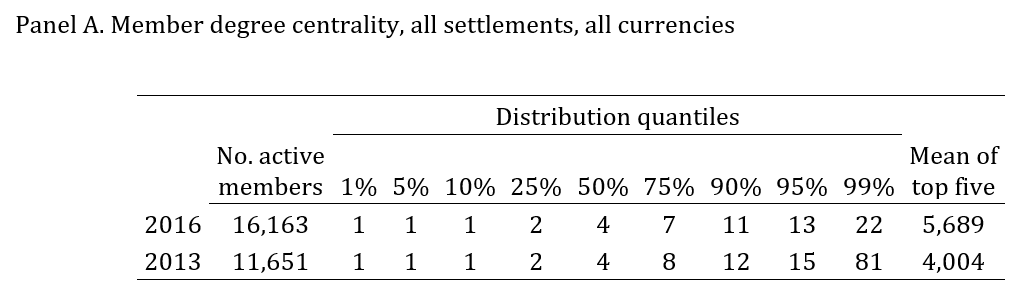 Panel A. Member degree centrality, all settlements, all currencies
Distribution quantiles
No. active Mean of
members 1% 5% 10% 25% 50% 75% 90% 95% 99% top five
2016 16,163 1 1 1 2 4 7 11 13 22 5,689
2013 11,651 1 1 1 2 4 8 12 15 81 4,004